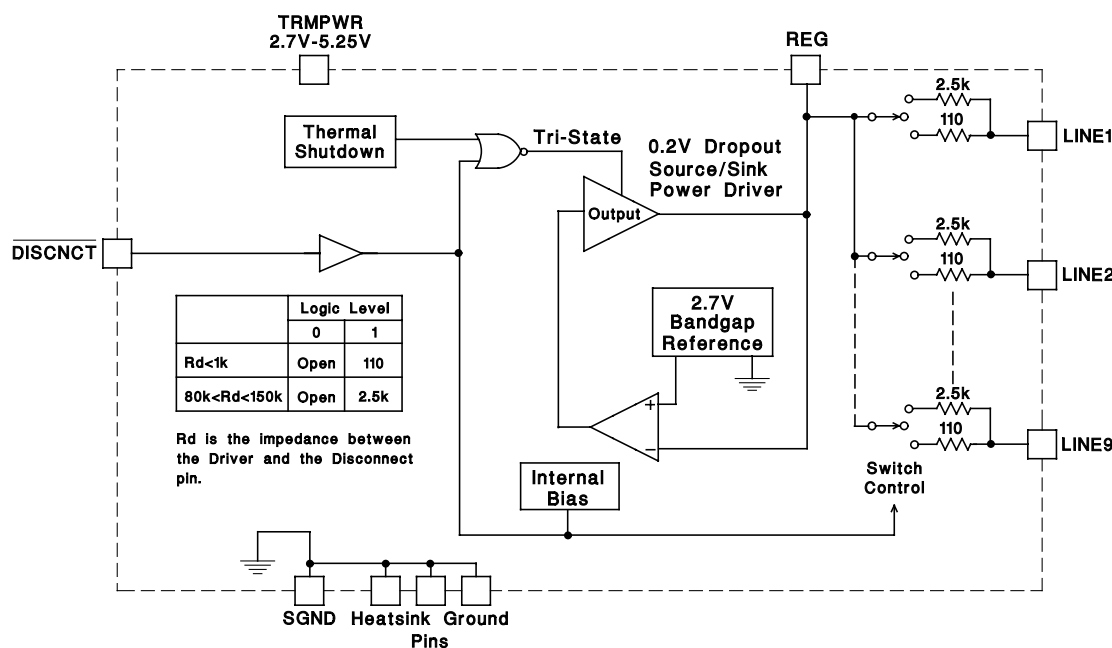 TRMPWR
2.7V-5.25V
REG
2.5k
110
LINE1
Thermal
Shutdown
Tri-State
0.2V Dropout
Source/Sink
Power Driver
Output
DISCNCT
2.5k
110
LINE2
Logic Level
0 1
Rd<1k Open 110
80k<Rd<150k Open 2.5k
2.7V
Bandgap
Reference
+
−
2.5k
110
LINE9
Rd is the impedance between
the Driver and the Disconnect
pin.
Switch
Control
Internal
Bias
SGND Heatsink Ground
Pins